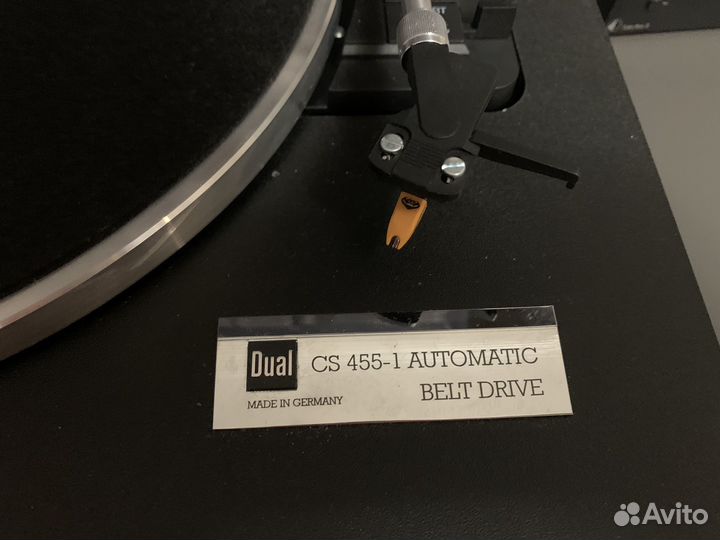 Dual CS 455-1 AUTOMATIC
MADE IN GERMANY BELT DRIVE
Avito